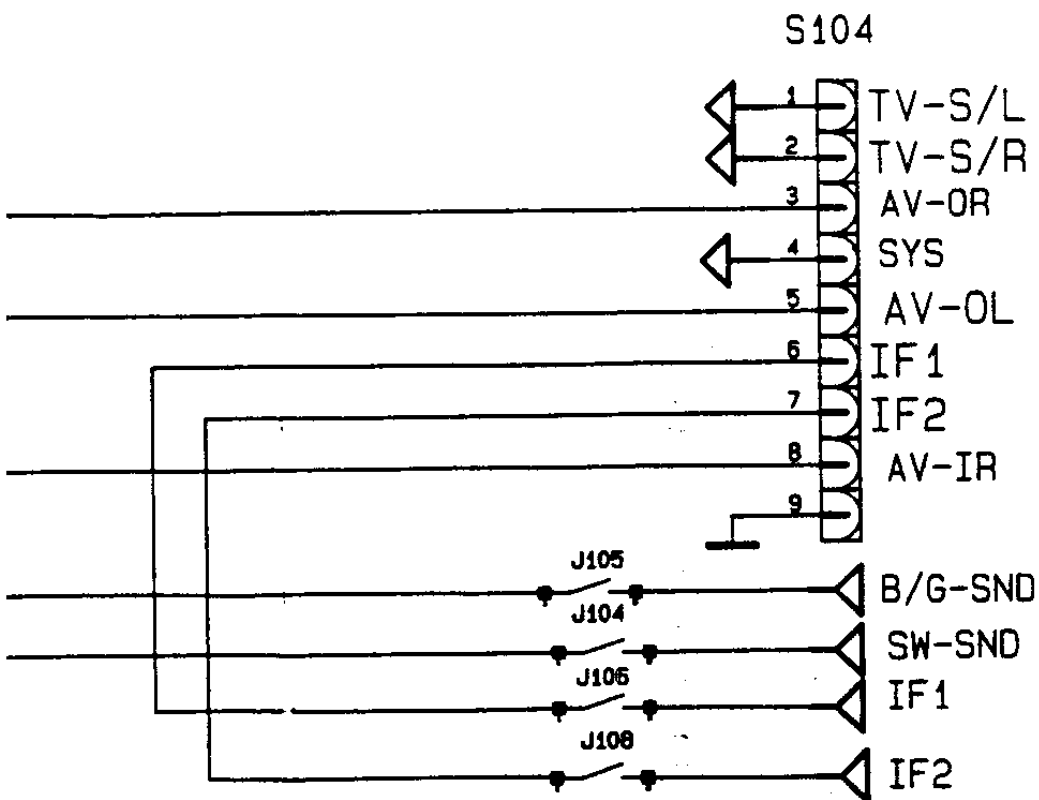 S104
1 TV-S/L
2 TV-S/R
3 AV-OR
4 SYS
5 AV-OL
6 IF1
7 IF2
8 AV-IR
9
J105
B/G-SND
J104
SW-SND
J106
IF1
J108
IF2